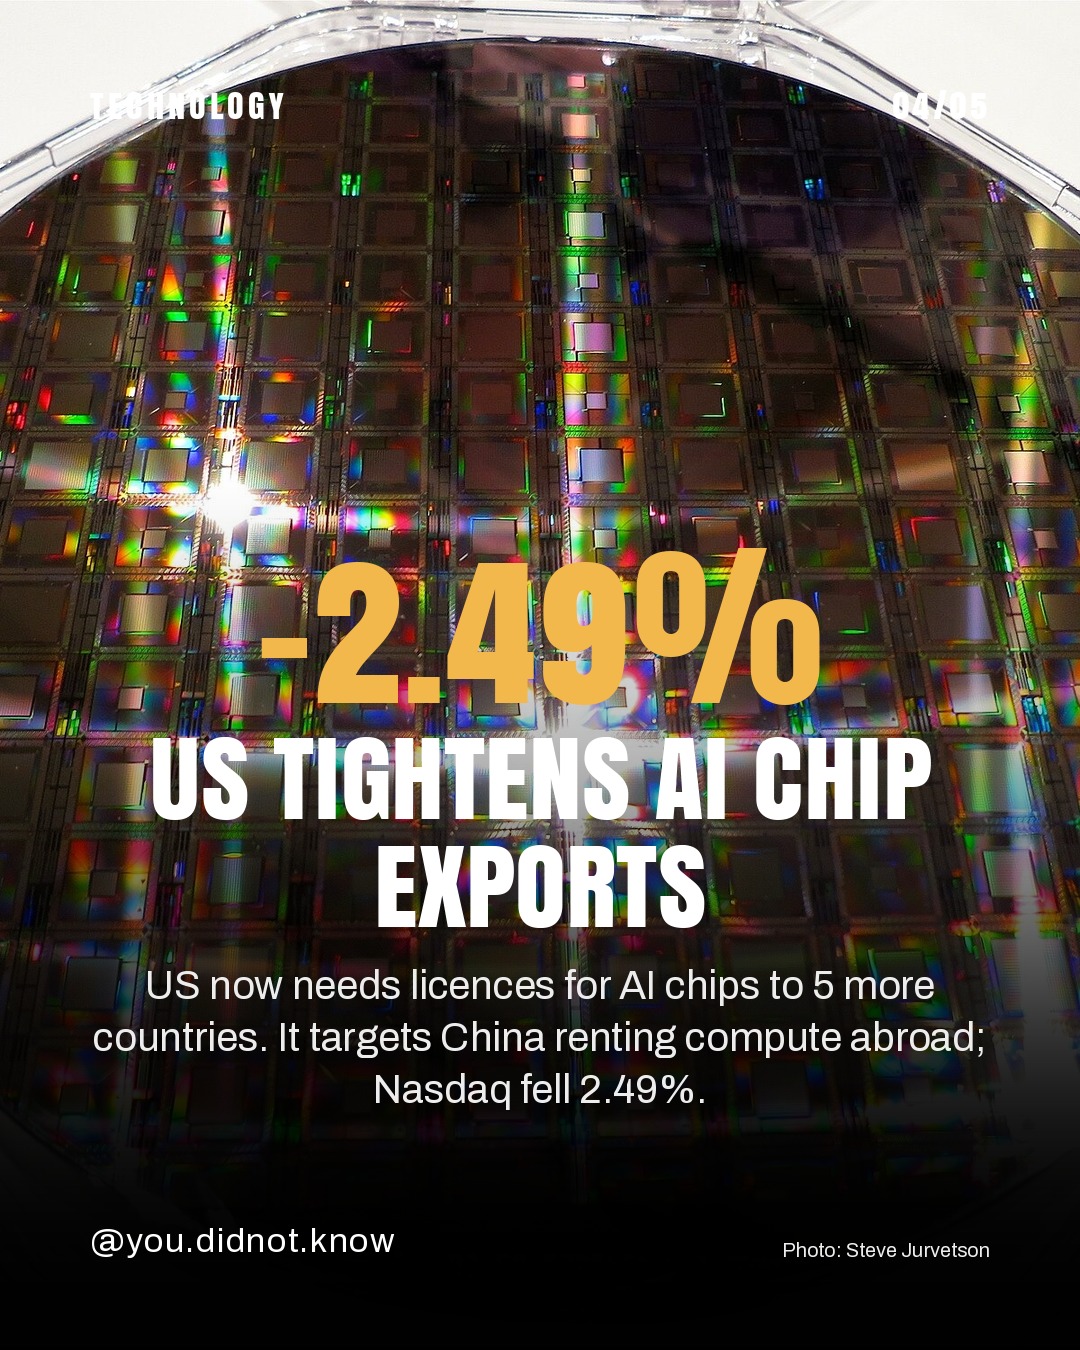 TECHNOLOGY
04/05
-2.49%
US TIGHTENS AI CHIP
EXPORTS
US now needs licences for AI chips to 5 more
countries. It targets China renting compute abroad;
Nasdaq fell 2.49%.
@you.didnot.know
Photo: Steve Jurvetson